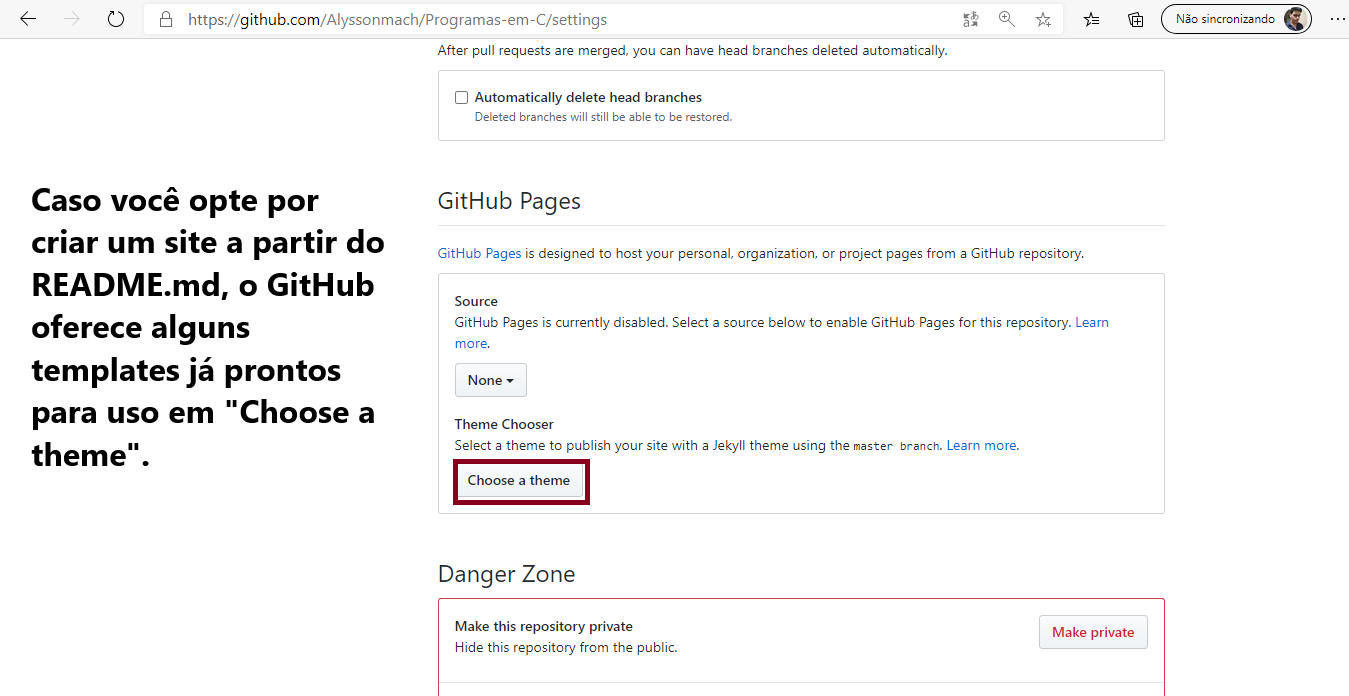 https://github.com/Alyssonmach/Programas-em-C/settings
Não sincronizando
After pull requests are merged, you can have head branches deleted automatically.
Automatically delete head branches
Deleted branches will still be able to be restored.
Caso você opte por
criar um site a partir do
README.md, o GitHub
oferece alguns
templates já prontos
para uso em "Choose a
theme".
GitHub Pages
GitHub Pages is designed to host your personal, organization, or project pages from a GitHub repository.
Source
GitHub Pages is currently disabled. Select a source below to enable GitHub Pages for this repository. Learn
more.
None
Theme Chooser
Select a theme to publish your site with a Jekyll theme using the master branch. Learn more.
Choose a theme
Danger Zone
Make this repository private
Hide this repository from the public.
Make private